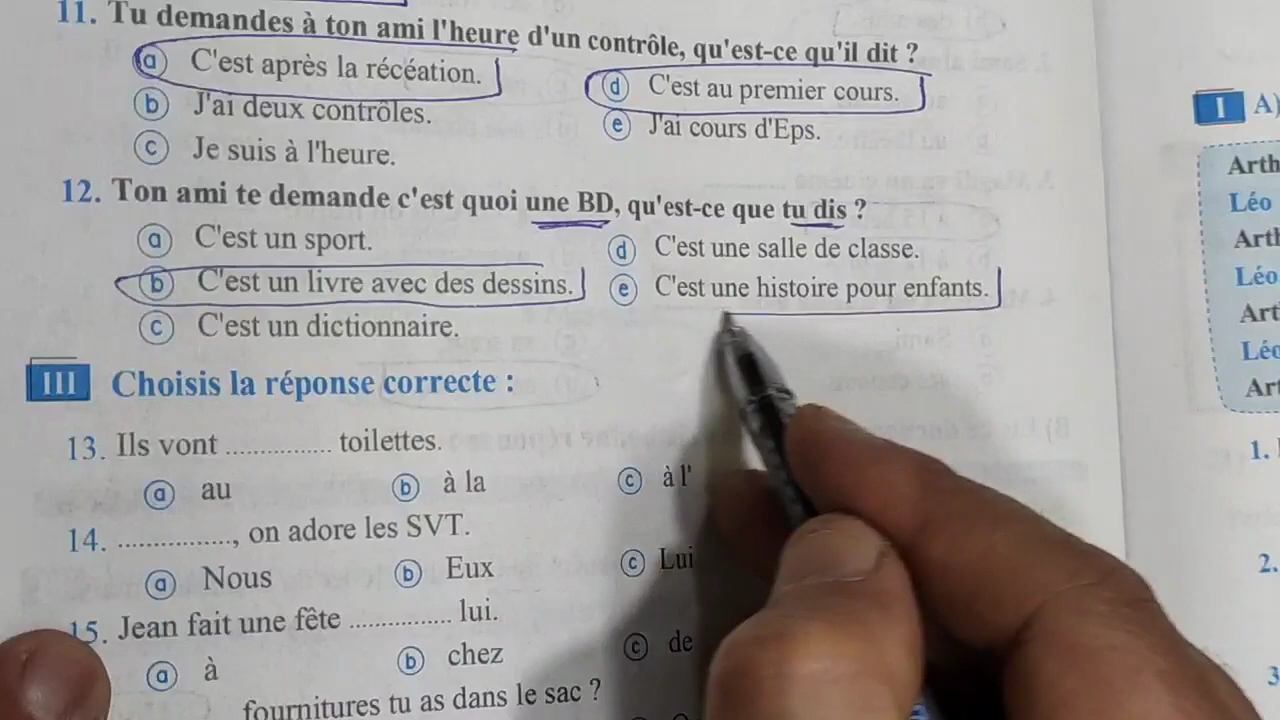 11. Tu demandes à ton ami l'heure d'un contrôle, qu'est-ce qu'il dit ?
a C'est après la récéation.
d C'est au premier cours.
b J'ai deux contrôles.
e J'ai cours d'Eps.
c Je suis à l'heure.
12. Ton ami te demande c'est quoi une BD, qu'est-ce que tu dis ?
a C'est un sport.
d C'est une salle de classe.
b C'est un livre avec des dessins.
e C'est une histoire pour enfants.
c C'est un dictionnaire.
III Choisis la réponse correcte :
13. Ils vont ................ toilettes.
a au b à la c à l'
14. ................, on adore les SVT.
a Nous b Eux c Lui
15. Jean fait une fête ................ lui.
a à b chez c de
fournitures tu as dans le sac ?
I A)
Arth
Léo
Arth
Léo
Art
Léo
Art
1.
2.
3